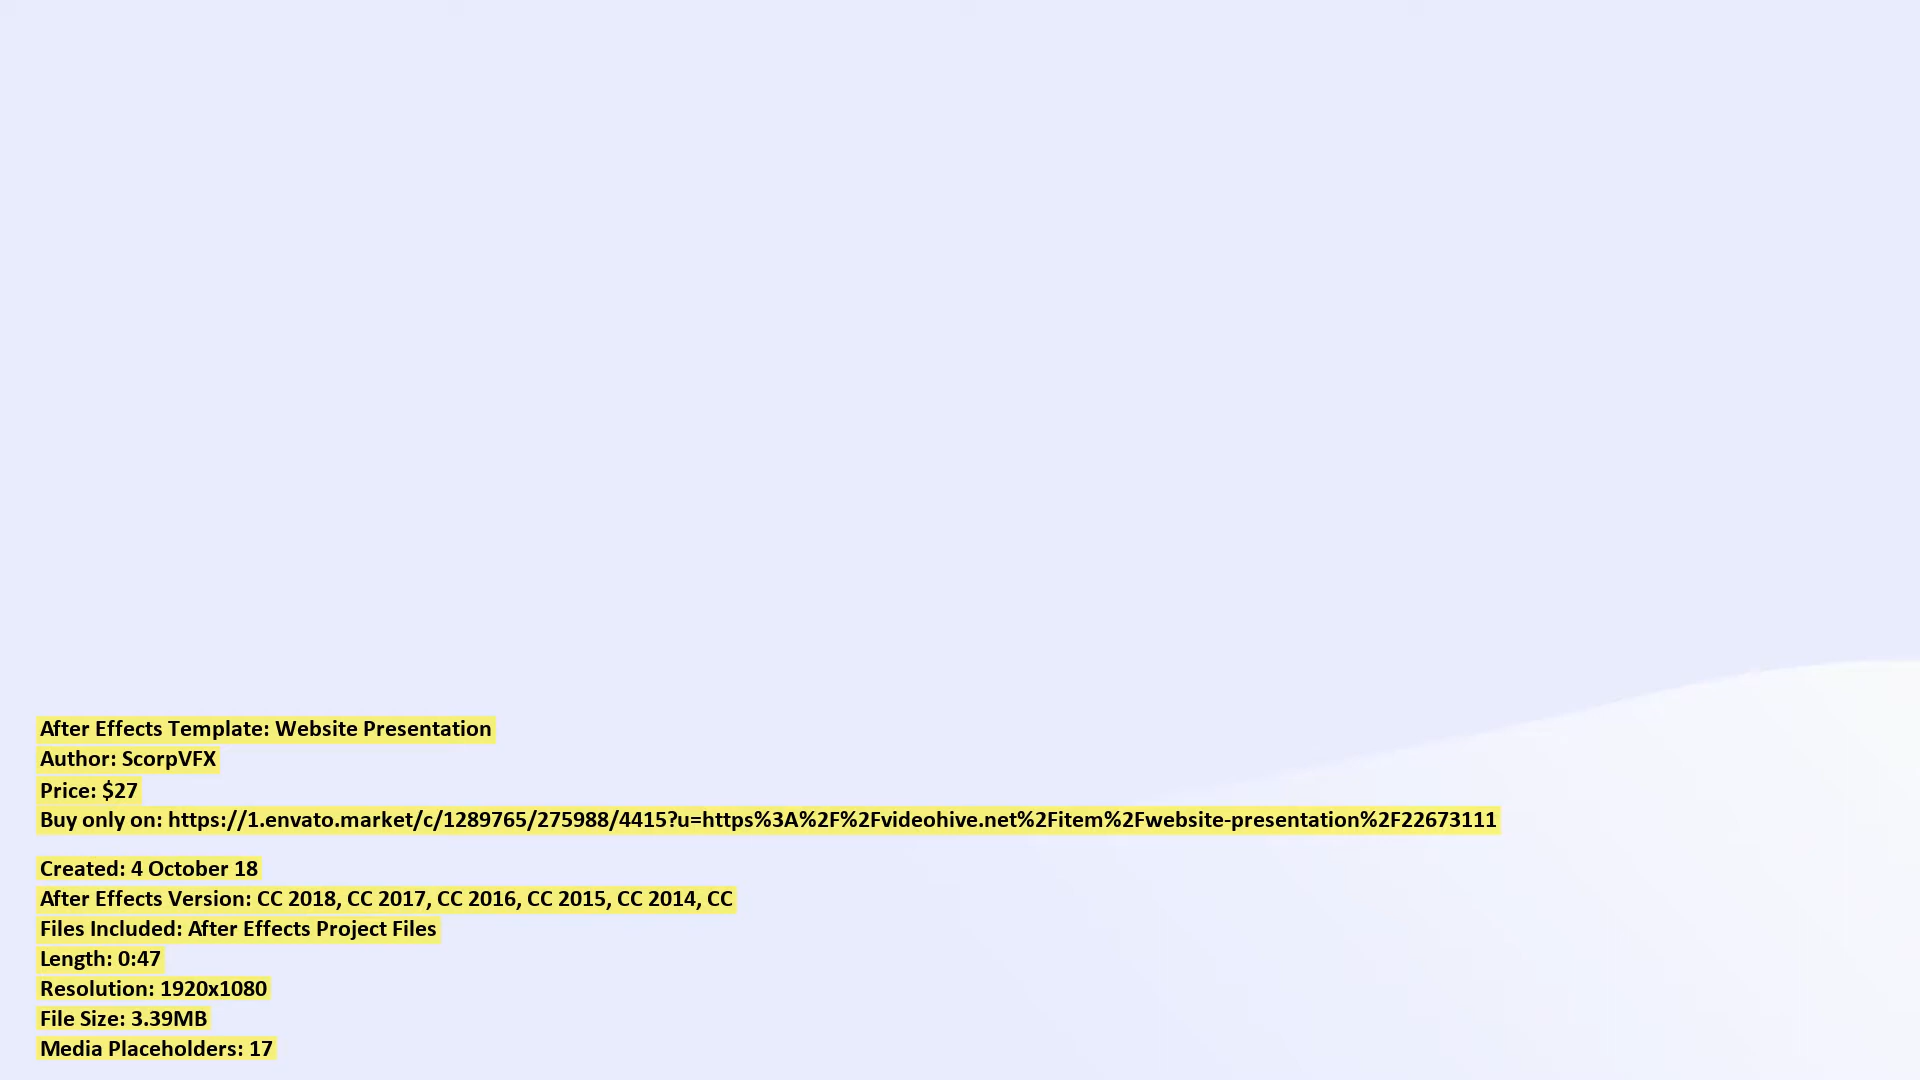 After Effects Template: Website Presentation
Author: ScorpVFX
Price: $27
Buy only on: https://1.envato.market/c/1289765/275988/4415?u=https%3A%2F%2Fvideohive.net%2Fitem%2Fwebsite-presentation%2F22673111
Created: 4 October 18
After Effects Version: CC 2018, CC 2017, CC 2016, CC 2015, CC 2014, CC
Files Included: After Effects Project Files
Length: 0:47
Resolution: 1920x1080
File Size: 3.39MB
Media Placeholders: 17